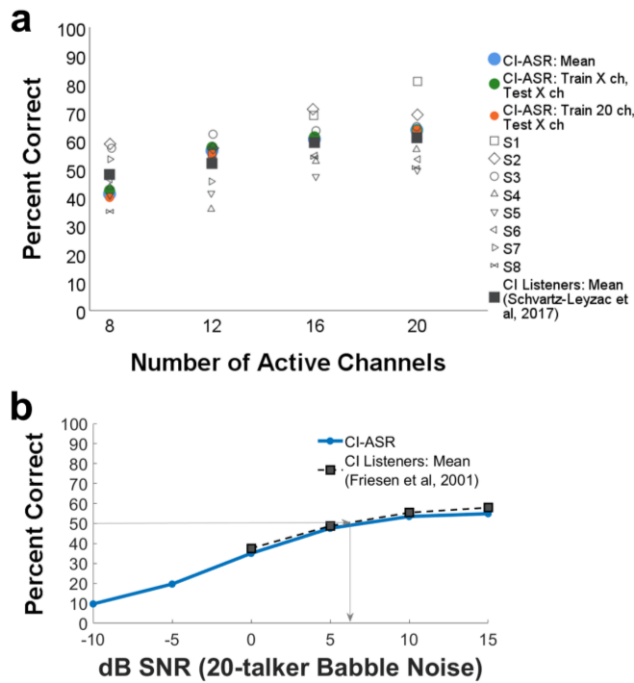 a
100
90
80
70
60
50
40
30
20
10
0
Percent Correct
8 12 16 20
Number of Active Channels
CI-ASR: Mean
CI-ASR: Train X ch,
Test X ch
CI-ASR: Train 20 ch,
Test X ch
S1
S2
S3
S4
S5
S6
S7
S8
CI Listeners: Mean
(Schvartz-Leyzac et
al, 2017)
b
100
90
80
70
60
50
40
30
20
10
0
Percent Correct
CI-ASR
CI Listeners: Mean
(Friesen et al, 2001)
-10 -5 0 5 10 15
dB SNR (20-talker Babble Noise)